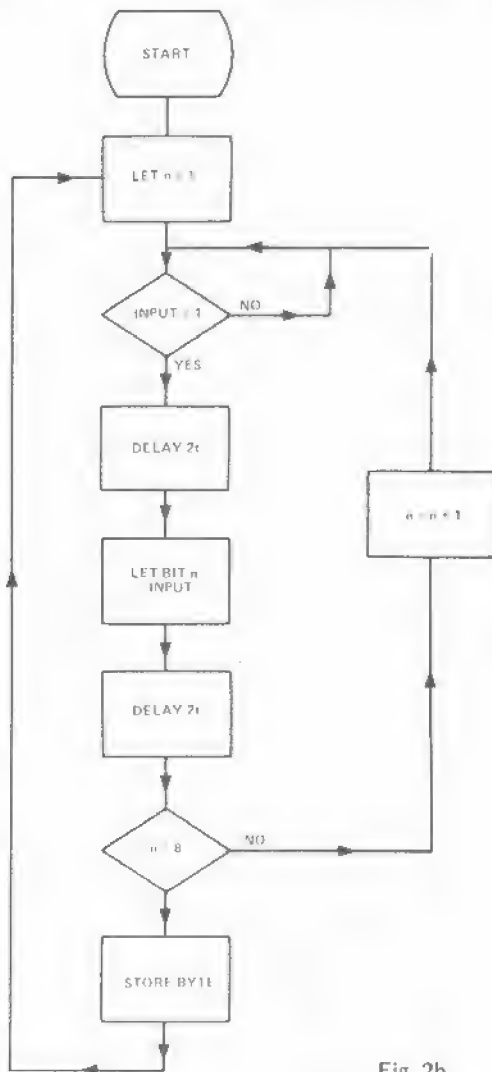 START
LET n = 1
INPUT = 1
NO
YES
DELAY 2t
n = n + 1
LET BIT n
INPUT
DELAY 2t
n = 8
NO
STORE BYTE
Fig. 2b